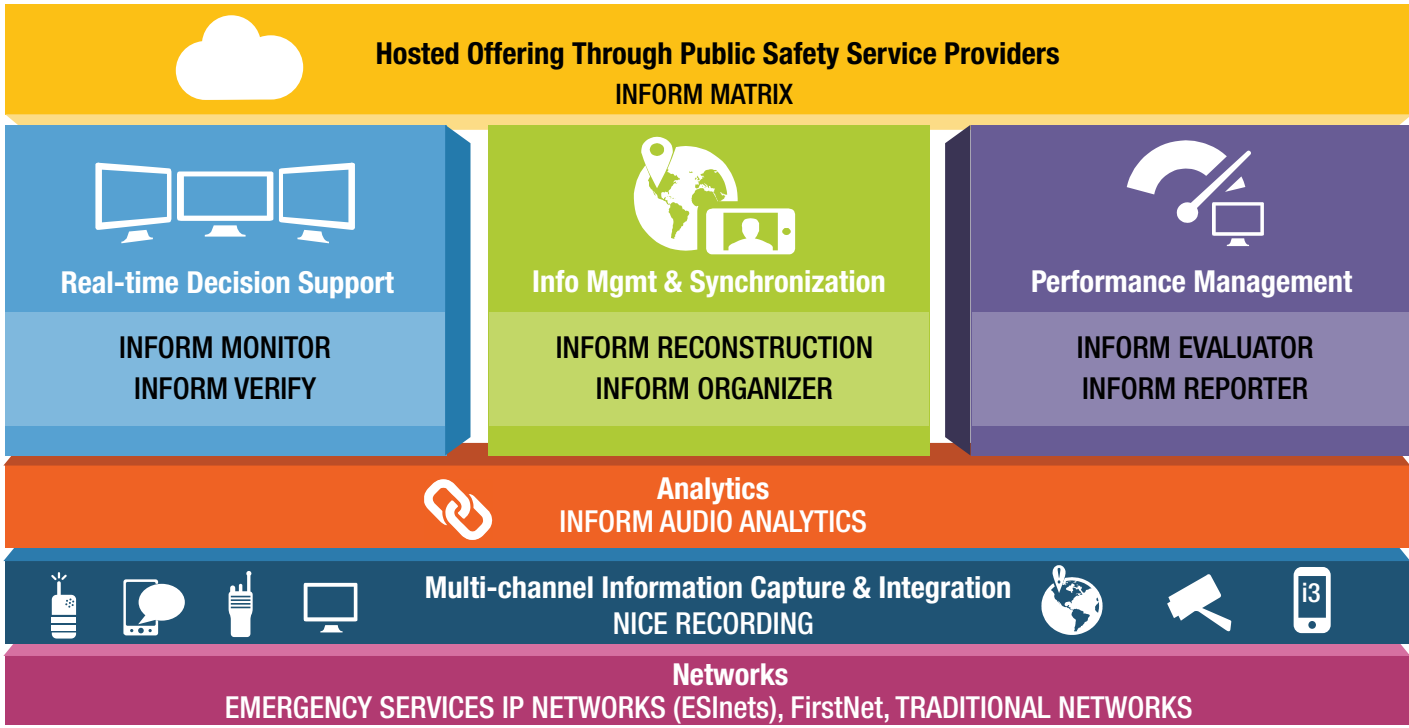 Hosted Offering Through Public Safety Service Providers
INFORM MATRIX
Real-time Decision Support
INFORM MONITOR
INFORM VERIFY
Info Mgmt & Synchronization
INFORM RECONSTRUCTION
INFORM ORGANIZER
Performance Management
INFORM EVALUATOR
INFORM REPORTER
Analytics
INFORM AUDIO ANALYTICS
Multi-channel Information Capture & Integration
NICE RECORDING
i3
Networks
EMERGENCY SERVICES IP NETWORKS (ESInets), FirstNet, TRADITIONAL NETWORKS